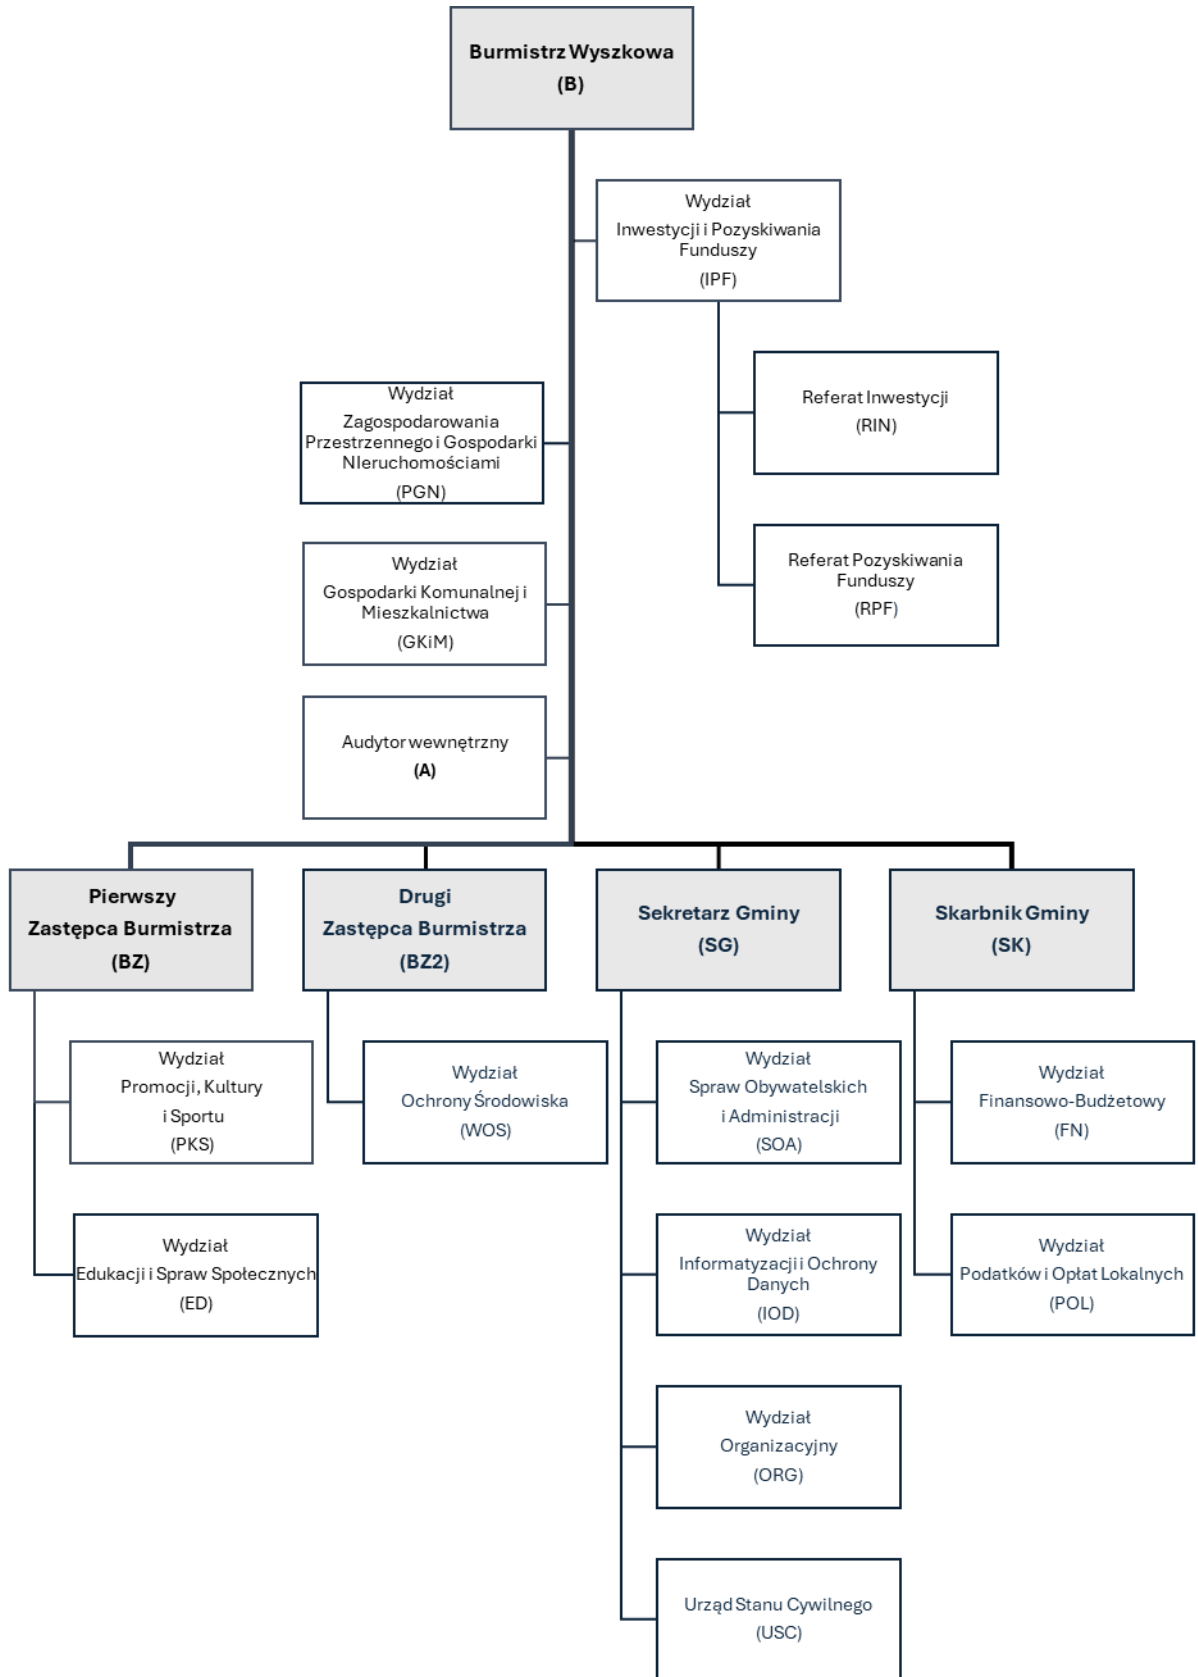 Burmistrz Wyszkowa
(B)
Wydział
Inwestycji i Pozyskiwania
Funduszy
(IPF)
Referat Inwestycji
(RIN)
Wydział
Zagospodarowania
Przestrzennego i Gospodarki
NIeruchomościami
(PGN)
Referat Pozyskiwania
Funduszy
(RPF)
Wydział
Gospodarki Komunalnej i
Mieszkalnictwa
(GKiM)
Audytor wewnętrzny
(A)
Pierwszy
Zastępca Burmistrza
(BZ)
Drugi
Zastępca Burmistrza
(BZ2)
Sekretarz Gminy
(SG)
Skarbnik Gminy
(SK)
Wydział
Promocji, Kultury
i Sportu
(PKS)
Wydział
Ochrony Środowiska
(WOS)
Wydział
Spraw Obywatelskich
i Administracji
(SOA)
Wydział
Finansowo-Budżetowy
(FN)
Wydział
Edukacji i Spraw Społecznych
(ED)
Wydział
Informatyzacji i Ochrony
Danych
(IOD)
Wydział
Podatków i Opłat Lokalnych
(POL)
Wydział
Organizacyjny
(ORG)
Urząd Stanu Cywilnego
(USC)